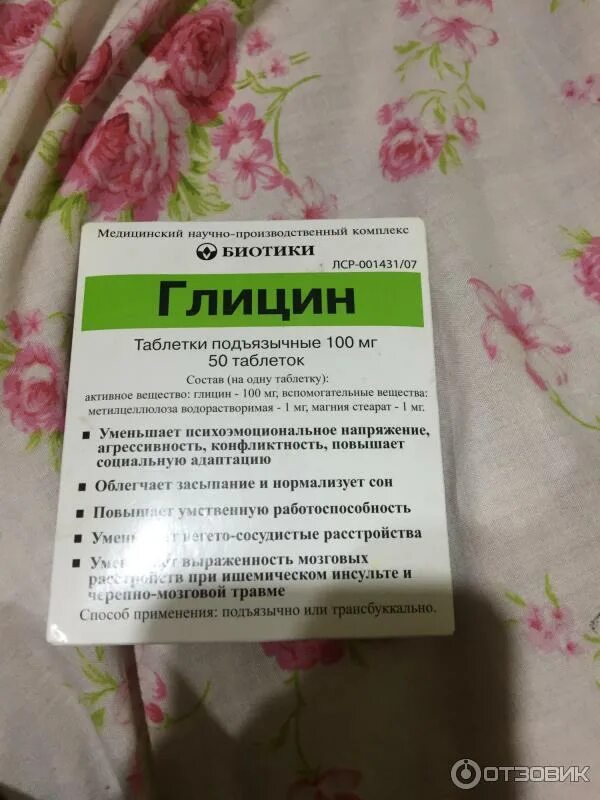 Медицинский научно-производственный комплекс
БИОТИКИ
ЛСР-001431/07
Глицин
Таблетки подъязычные 100 мг
50 таблеток
Состав (на одну таблетку):
активное вещество: глицин - 100 мг, вспомогательные вещества:
метилцеллюлоза водорастворимая - 1 мг, магния стеарат - 1 мг.
▪ Уменьшает психоэмоциональное напряжение,
агрессивность, конфликтность, повышает
социальную адаптацию
▪ Облегчает засыпание и нормализует сон
▪ Повышает умственную работоспособность
▪ Уменьшает вегето-сосудистые расстройства
▪ Уменьшает выраженность мозговых
расстройств при ишемическом инсульте и
черепно-мозговой травме
Способ применения: подъязычно или трансбуккально.
ОТЗОВИК